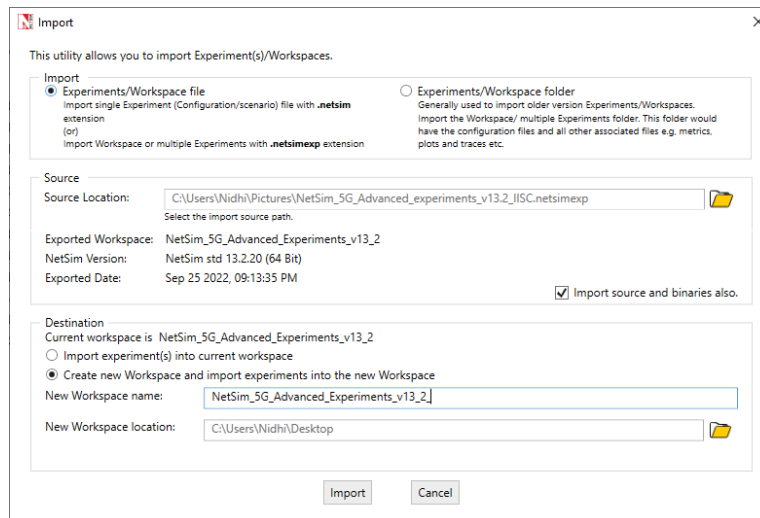 Import
This utility allows you to import Experiment(s)/Workspaces.
Import
Experiments/Workspace file
Import single Experiment (Configuration/scenario) file with .netsim
extension
(or)
Import Workspace or multiple Experiments with .netsimexp extension
Experiments/Workspace folder
Generally used to import older version Experiments/Workspaces.
Import the Workspace/ multiple Experiments folder. This folder would
have the configuration files and all other associated files e.g. metrics,
plots and traces etc.
Source
Source Location: C:\Users\Nidhi\Pictures\NetSim_5G_Advanced_experiments_v13.2_IISC.netsimexp
Select the import source path.
Exported Workspace: NetSim_5G_Advanced_Experiments_v13_2
NetSim Version: NetSim std 13.2.20 (64 Bit)
Exported Date: Sep 25 2022, 09:13:35 PM
Import source and binaries also.
Destination
Current workspace is NetSim_5G_Advanced_Experiments_v13_2
Import experiment(s) into current workspace
Create new Workspace and import experiments into the new Workspace
New Workspace name: NetSim_5G_Advanced_Experiments_v13_2_
New Workspace location: C:\Users\Nidhi\Desktop
Import Cancel